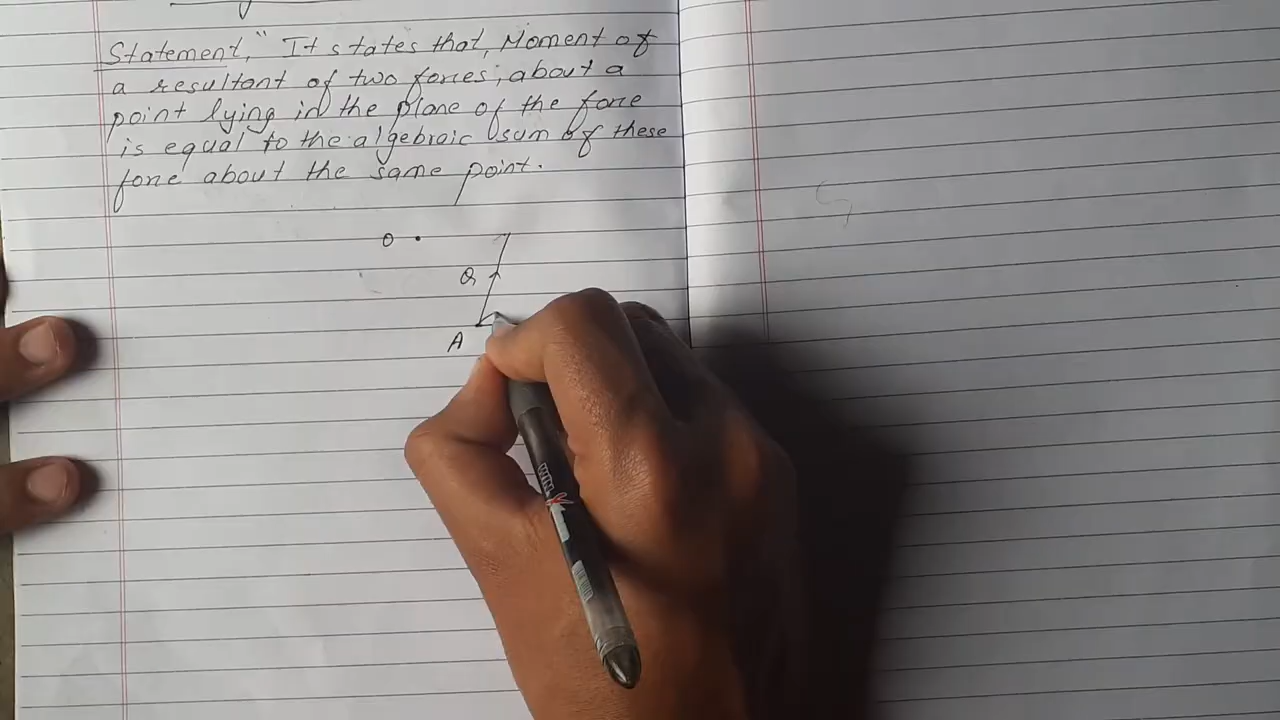 Statement, " It states that, Moment of
a resultant of two forces, about a
point lying in the plane of the force
is equal to the algebraic sum of these
force about the same point.
O
Q
A